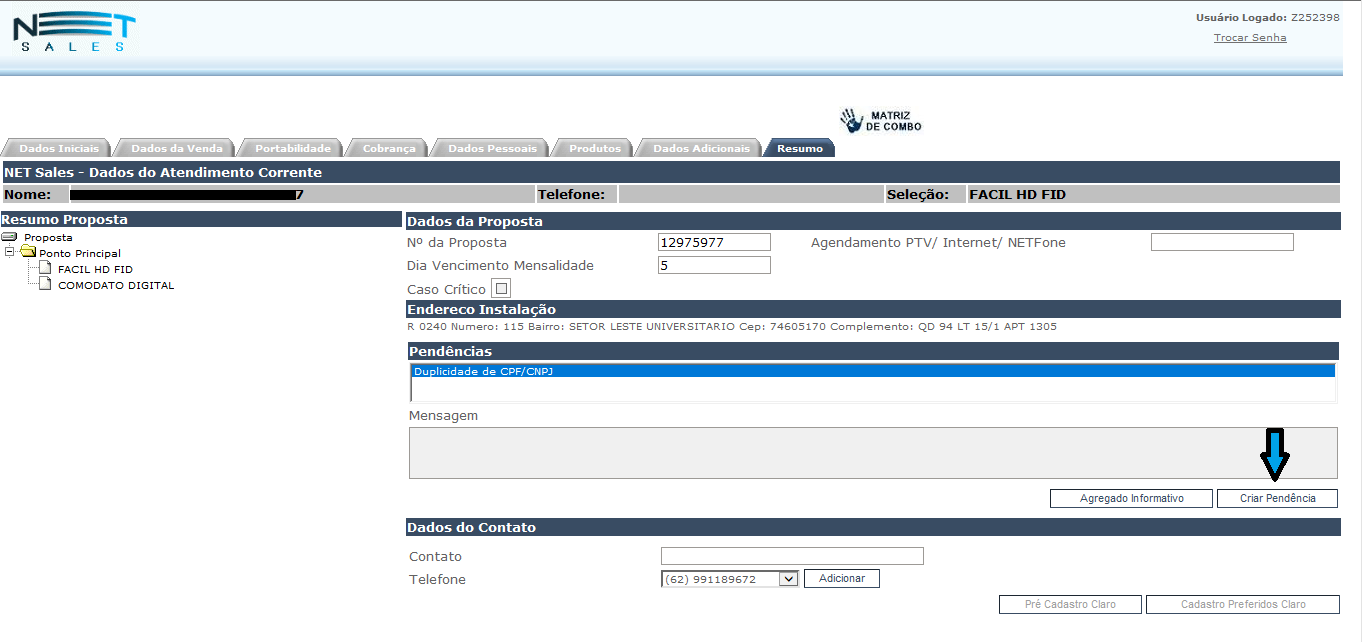 NET
SALES
Usuário Logado: Z252398
Trocar Senha
MATRIZ
DE COMBO
Dados Iniciais Dados da Venda Portabilidade Cobrança Dados Pessoais Produtos Dados Adicionais Resumo
NET Sales - Dados do Atendimento Corrente
Nome: 7 Telefone: Seleção: FACIL HD FID
Resumo Proposta
Proposta
Ponto Principal
FACIL HD FID
COMODATO DIGITAL
Dados da Proposta
Nº da Proposta 12975977 Agendamento PTV/ Internet/ NETFone
Dia Vencimento Mensalidade 5
Caso Crítico
Endereco Instalação
R 0240 Numero: 115 Bairro: SETOR LESTE UNIVERSITARIO Cep: 74605170 Complemento: QD 94 LT 15/1 APT 1305
Pendências
Duplicidade de CPF/CNPJ
Mensagem
Agregado Informativo Criar Pendência
Dados do Contato
Contato
Telefone (62) 991189672 Adicionar
Pré Cadastro Claro Cadastro Preferidos Claro